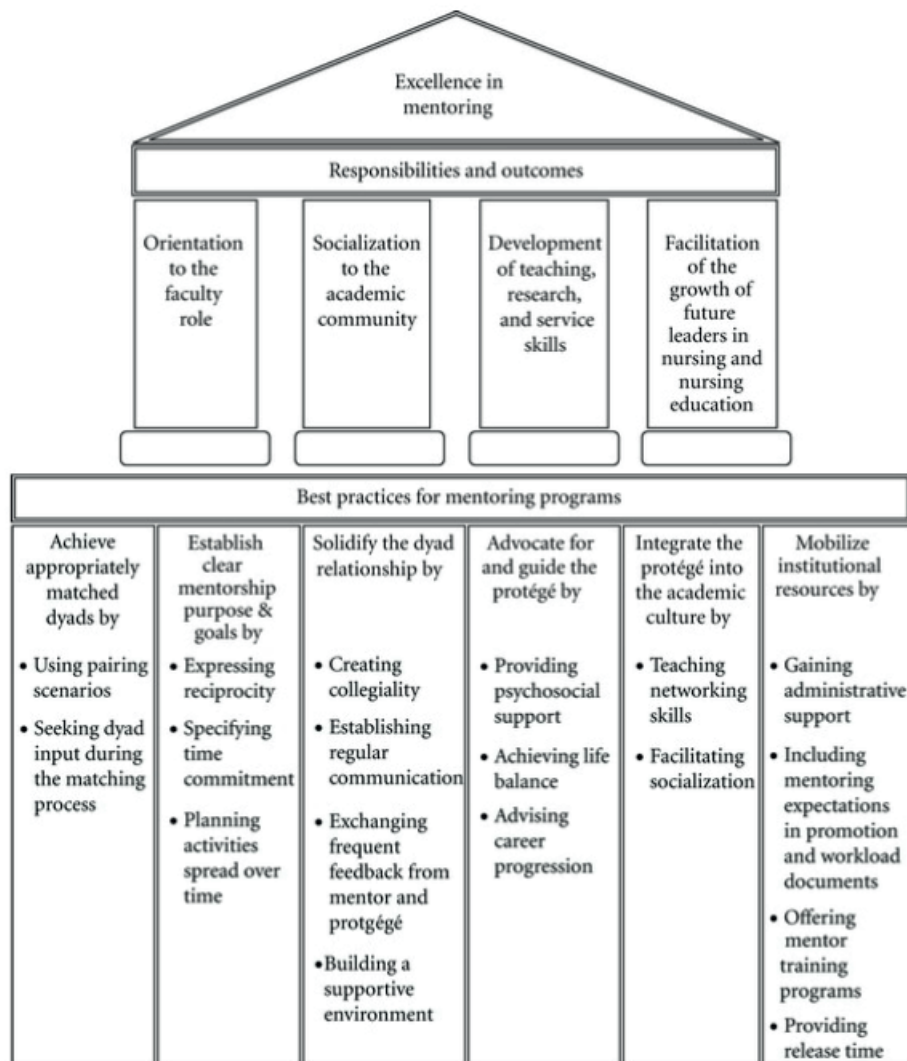 Excellence in
mentoring
Responsibilities and outcomes
Orientation
to the
faculty
role
Socialization
to the
academic
community
Development
of teaching,
research,
and service
skills
Facilitation
of the
growth of
future
leaders in
nursing and
nursing
education
Best practices for mentoring programs
Achieve
appropriately
matched
dyads by
• Using pairing
scenarios
• Seeking dyad
input during
the matching
process
Establish
clear
mentorship
purpose &
goals by
• Expressing
reciprocity
• Specifying
time
commitment
• Planning
activities
spread over
time
Solidify the dyad
relationship by
• Creating
collegiality
• Establishing
regular
communication
• Exchanging
frequent
feedback from
mentor and
protgégé
•Building a
supportive
environment
Advocate for
and guide the
protégé by
• Providing
psychosocial
support
• Achieving life
balance
• Advising
career
progression
Integrate the
protégé into
the academic
culture by
• Teaching
networking
skills
• Facilitating
socialization
Mobilize
institutional
resources by
• Gaining
administrative
support
• Including
mentoring
expectations
in promotion
and workload
documents
• Offering
mentor
training
programs
• Providing
release time